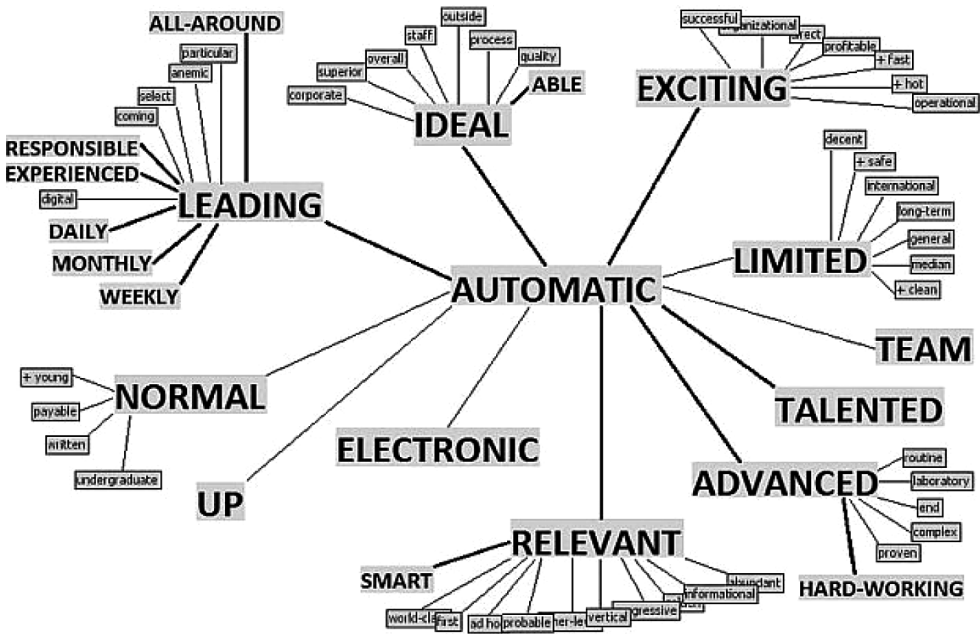 ALL-AROUND
particular
anemic
select
coming
RESPONSIBLE
EXPERIENCED
digital
DAILY
MONTHLY
WEEKLY
LEADING
outside
staff
process
overall
quality
superior
ABLE
corporate
IDEAL
successful
profitable
+ fast
+ hot
operational
EXCITING
decent
+ safe
international
long-term
general
median
+ clean
LIMITED
AUTOMATIC
TEAM
TALENTED
+ young
payable
written
undergraduate
NORMAL
UP
ELECTRONIC
routine
laboratory
end
complex
proven
ADVANCED
HARD-WORKING
RELEVANT
SMART
first
probable
vertical
informational